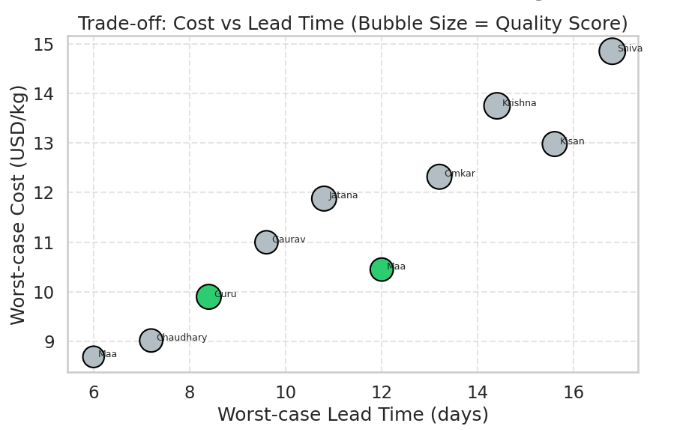 Trade-off: Cost vs Lead Time (Bubble Size = Quality Score)
15
14
13
12
11
10
9
Worst-case Cost (USD/kg)
Shiva
Krishna
Kisan
Omkar
Jatana
Gaurav
Maa
Guru
Chaudhary
Maa
6
8
10
12
14
16
Worst-case Lead Time (days)